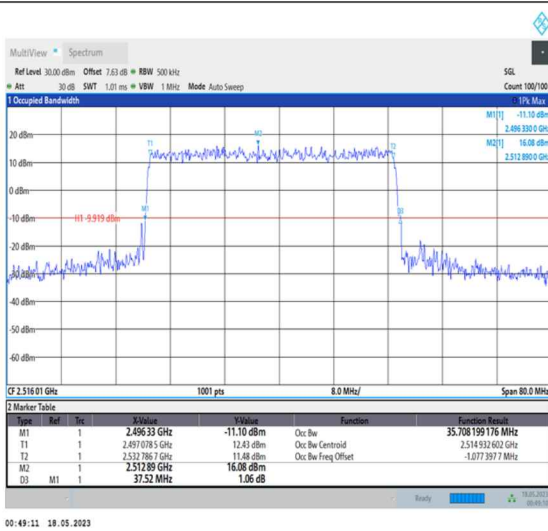 MultiView Spectrum
Ref Level 30.00 dBm Offset 7.63 dB RBW 500 kHz SGL
Att 30 dB SWT 1.01 ms VBW 1 MHz Mode Auto Sweep Count 100/100
1 Occupied Bandwidth 1Pk Max
M1[1] -11.10 dBm
2.496 330 0 GHz
M2[1] 16.08 dBm
2.512 890 0 GHz
20 dBm
T1 M2 T2
10 dBm
0 dBm
M1 D3
-10 dBm H1 -9.919 dBm
-20 dBm
-30 dBm
-40 dBm
-50 dBm
-60 dBm
CF 2.516 01 GHz 1001 pts 8.0 MHz/ Span 80.0 MHz
2 Marker Table
Type Ref Trc X-Value Y-Value Function Function Result
M1 1 2.496 33 GHz -11.10 dBm Occ Bw 35.708 199 176 MHz
T1 1 2.497 078 5 GHz 12.43 dBm Occ Bw Centroid 2.514 932 602 GHz
T2 1 2.532 786 7 GHz 11.48 dBm Occ Bw Freq Offset -1.077 397 7 MHz
M2 1 2.512 89 GHz 16.08 dBm
D3 M1 1 37.52 MHz 1.06 dB
Ready 18.05.2023
00:49:11 18.05.2023